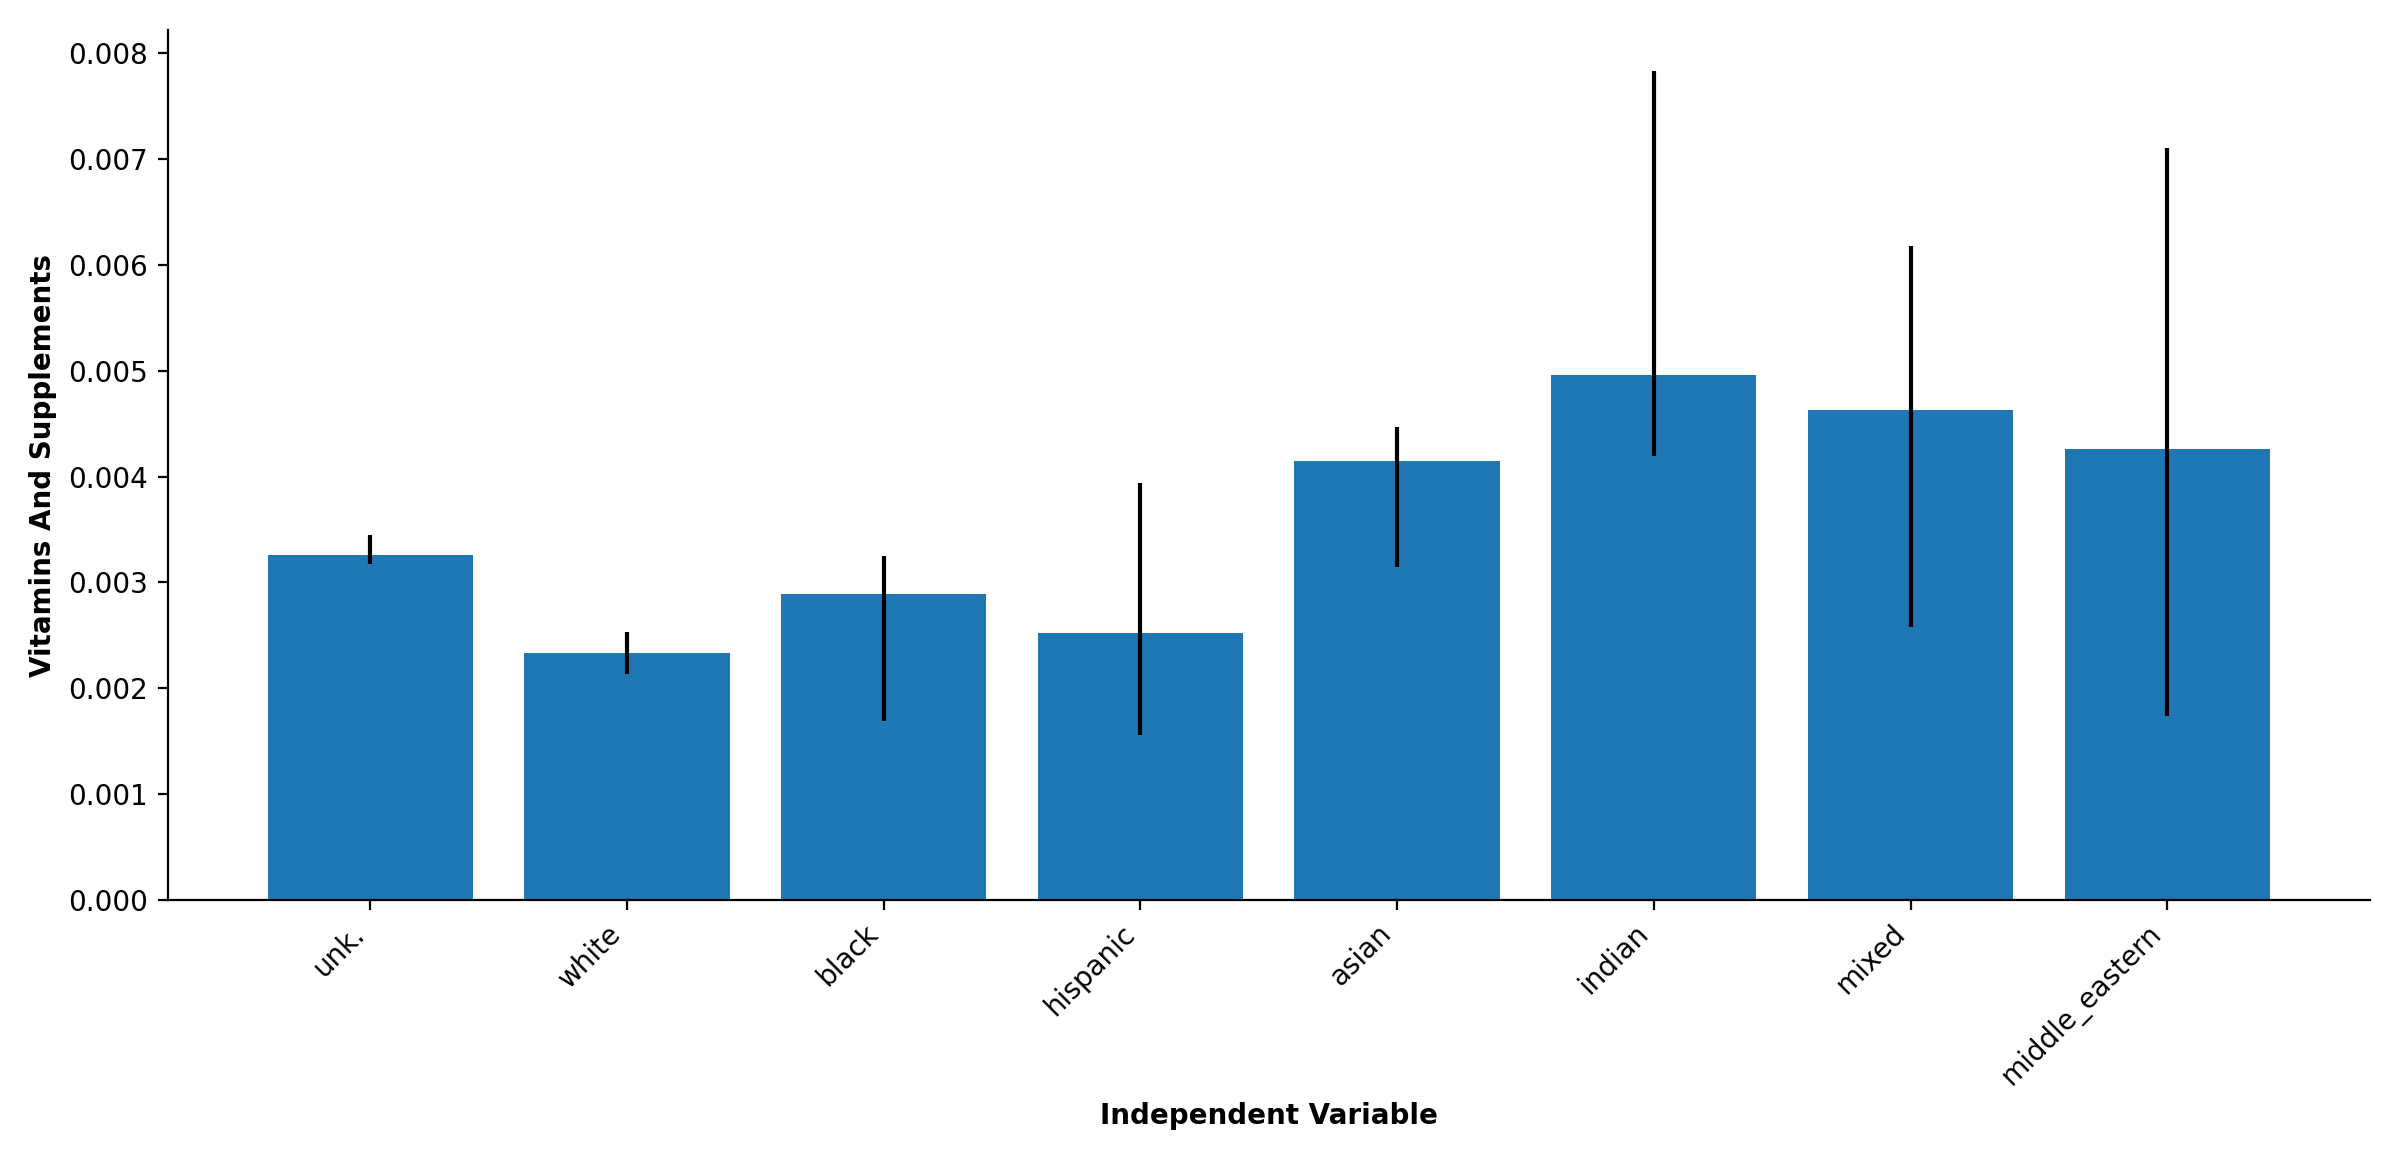 0.008
0.007
0.006
0.005
0.004
0.003
0.002
0.001
0.000
Vitamins And Supplements
unk.
white
black
hispanic
asian
indian
mixed
middle_eastern
Independent Variable